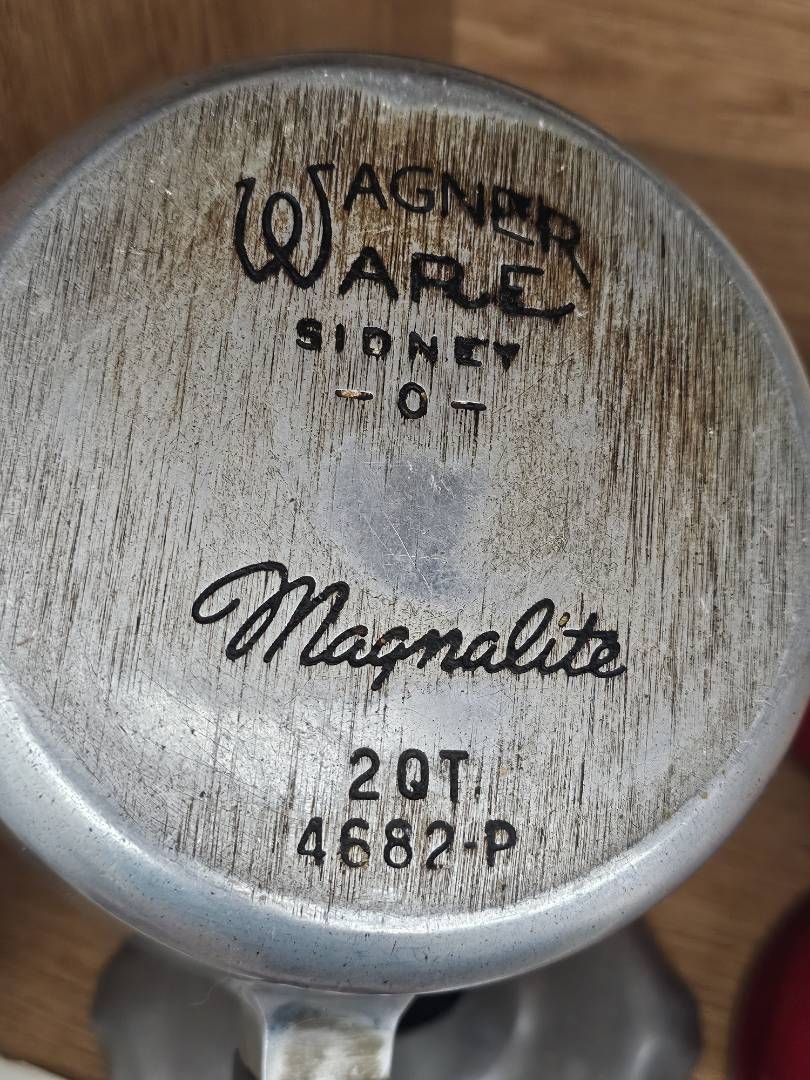 WAGNER
WARE
SIDNEY
- O -
Magnalite
2QT.
4682-P